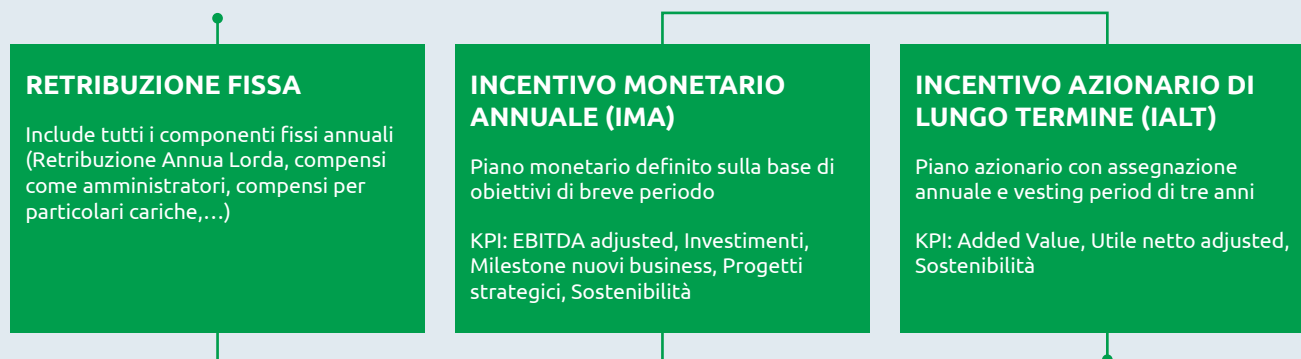 RETRIBUZIONE FISSA
Include tutti i componenti fissi annuali
(Retribuzione Annua Lorda, compensi
come amministratori, compensi per
particolari cariche,…)
INCENTIVO MONETARIO
ANNUALE (IMA)
Piano monetario definito sulla base di
obiettivi di breve periodo
KPI: EBITDA adjusted, Investimenti,
Milestone nuovi business, Progetti
strategici, Sostenibilità
INCENTIVO AZIONARIO DI
LUNGO TERMINE (IALT)
Piano azionario con assegnazione
annuale e vesting period di tre anni
KPI: Added Value, Utile netto adjusted,
Sostenibilità